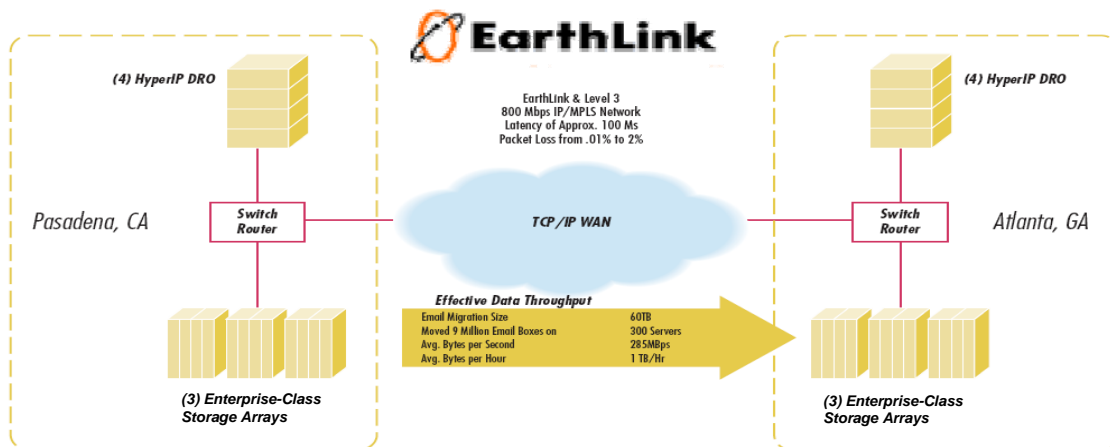 EarthLink
(4) HyperIP DRO
EarthLink & Level 3
800 Mbps IP/MPLS Network
Latency of Approx. 100 Ms
Packet Loss from .01% to 2%
(4) HyperIP DRO
Pasadena, CA
Switch
Router
TCP/IP WAN
Switch
Router
Atlanta, GA
Effective Data Throughput
Email Migration Size 60TB
Moved 9 Million Email Boxes on 300 Servers
Avg. Bytes per Second 285MBps
Avg. Bytes per Hour 1 TB/Hr
(3) Enterprise-Class
Storage Arrays
(3) Enterprise-Class
Storage Arrays